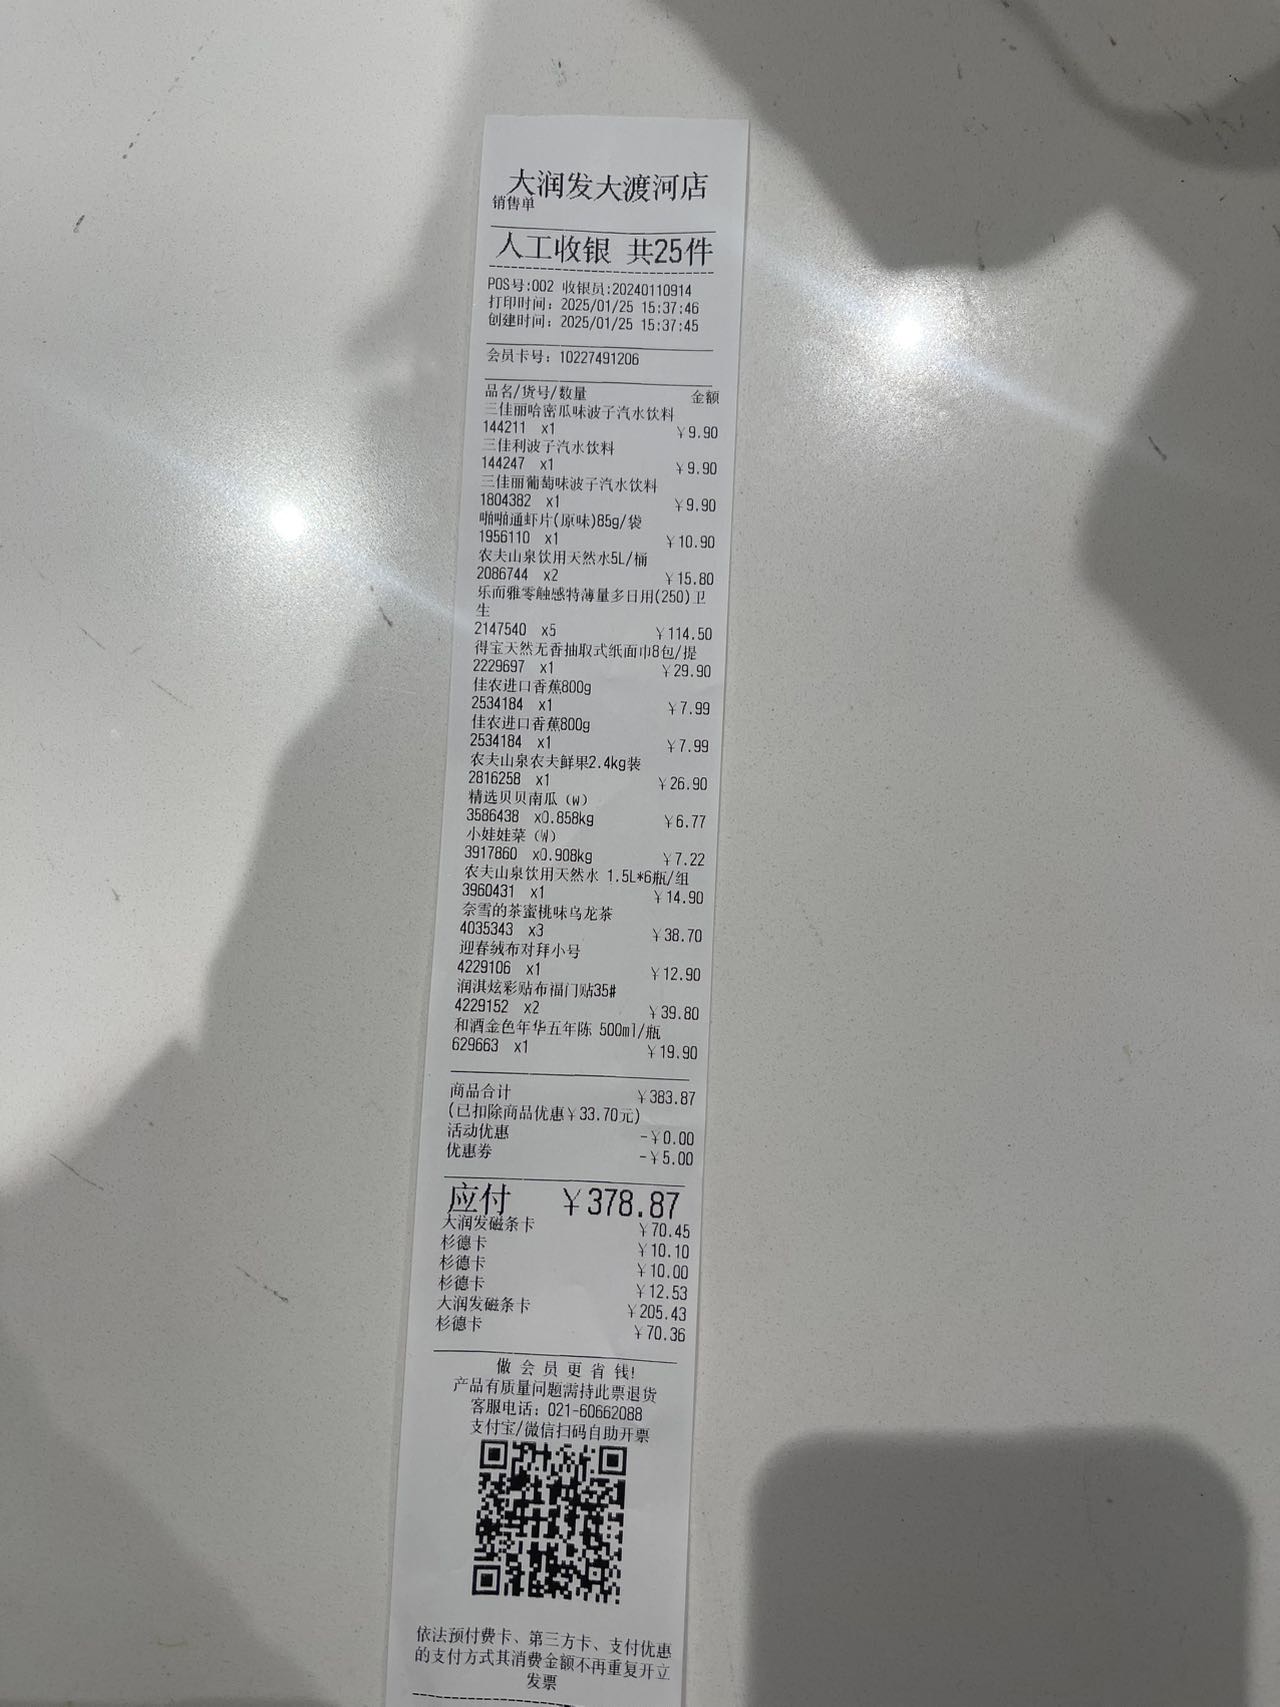 大润发大渡河店
销售单
人工收银 共25件
POS号:002 收银员:20240110914
打印时间: 2025/01/25 15:37:46
创建时间: 2025/01/25 15:37:45
会员卡号: 10227491206
品名/货号/数量 金额
三佳丽哈密瓜味波子汽水饮料
144211 x1 ¥9.90
三佳利波子汽水饮料
144247 x1 ¥9.90
三佳丽葡萄味波子汽水饮料
1804382 x1 ¥9.90
啪啪通虾片(原味)85g/袋
1956110 x1 ¥10.90
农夫山泉饮用天然水5L/桶
2086744 x2 ¥15.80
乐而雅零触感特薄量多日用(250)卫
生
2147540 x5 ¥114.50
得宝天然无香抽取式纸面巾8包/提
2229697 x1 ¥29.90
佳农进口香蕉800g
2534184 x1 ¥7.99
佳农进口香蕉800g
2534184 x1 ¥7.99
农夫山泉农夫鲜果2.4kg装
2816258 x1 ¥26.90
精选贝贝南瓜（W）
3586438 x0.858kg ¥6.77
小娃娃菜（W）
3917860 x0.908kg ¥7.22
农夫山泉饮用天然水 1.5L*6瓶/组
3960431 x1 ¥14.90
奈雪的茶蜜桃味乌龙茶
4035343 x3 ¥38.70
迎春绒布对拜小号
4229106 x1 ¥12.90
润淇炫彩贴布福门贴35#
4229152 x2 ¥39.80
和酒金色年华五年陈 500ml/瓶
629663 x1 ¥19.90
商品合计 ¥383.87
(已扣除商品优惠¥33.70元)
活动优惠 -¥0.00
优惠券 -¥5.00
应付 ¥378.87
大润发磁条卡 ¥70.45
杉德卡 ¥10.10
杉德卡 ¥10.00
杉德卡 ¥12.53
大润发磁条卡 ¥205.43
杉德卡 ¥70.36
做 会 员 更 省 钱!
产品有质量问题需持此票退货
客服电话: 021-60662088
支付宝/微信扫码自助开票
依法预付费卡、第三方卡、支付优惠
的支付方式其消费金额不再重复开立
发票